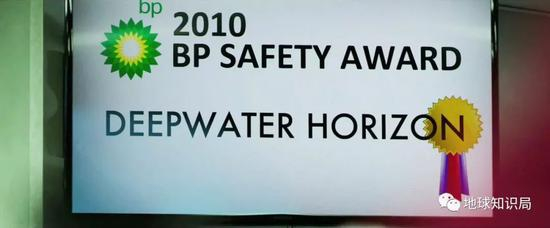 bp
2010
BP SAFETY AWARD
DEEPWATER HORIZON
地球知识局